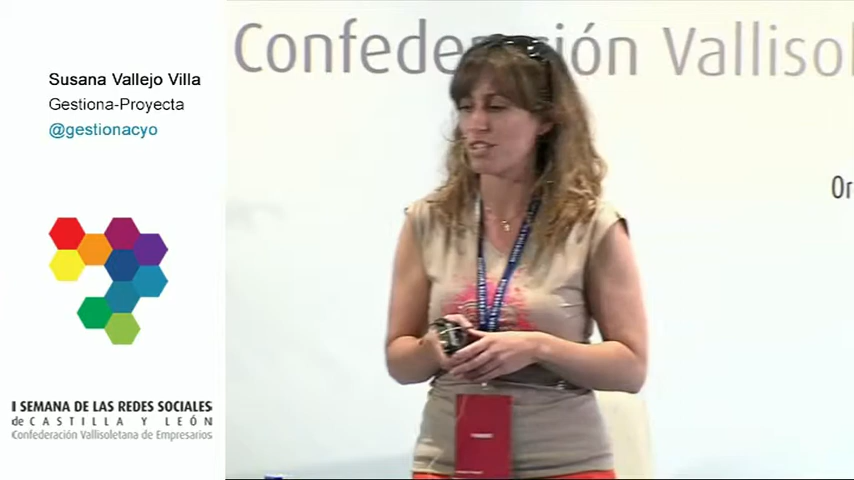 Susana Vallejo Villa
Gestiona-Proyecta
@gestionacyo
I SEMANA DE LAS REDES SOCIALES
de CASTILLA Y LEÓN
Confederación Vallisoletana de Empresarios
Confederación Vallisole
Or